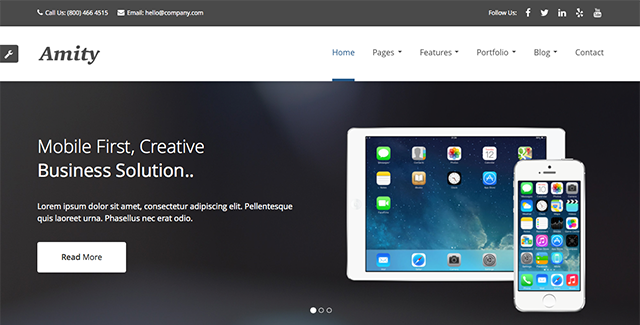 Call Us: (800) 466 4515 Email: hello@company.com Follow Us:
Amity Home Pages Features Portfolio Blog Contact
Mobile First, Creative
Business Solution..
Lorem ipsum dolor sit amet, consectetur adipiscing elit. Pellentesque
quis laoreet urna. Phasellus nec erat odio.
Read More